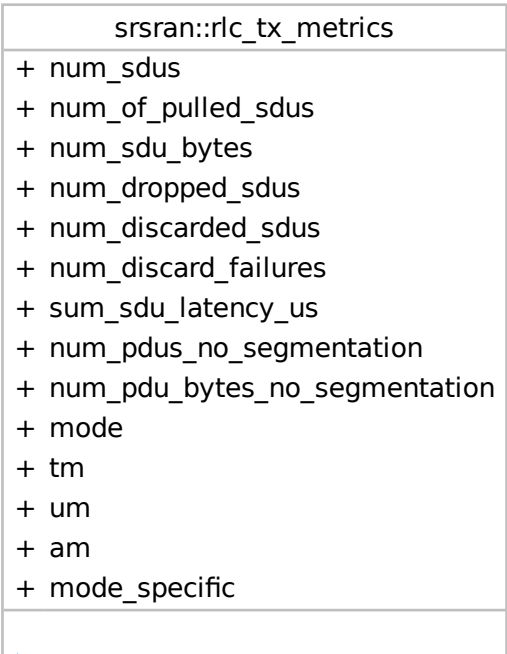 srsran::rlc_tx_metrics
+ num_sdus
+ num_of_pulled_sdus
+ num_sdu_bytes
+ num_dropped_sdus
+ num_discarded_sdus
+ num_discard_failures
+ sum_sdu_latency_us
+ num_pdus_no_segmentation
+ num_pdu_bytes_no_segmentation
+ mode
+ tm
+ um
+ am
+ mode_specific